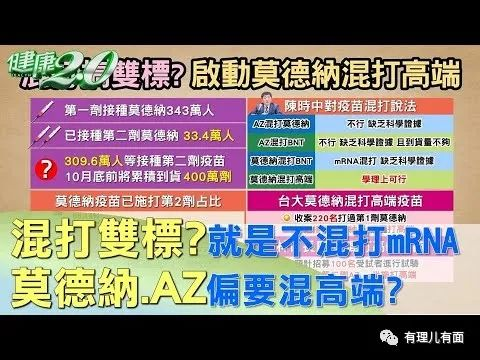 健康2.0
混打雙標? 啟動莫德納混打高端
第一劑接種莫德納343萬人
已接種第二劑莫德納 33.4萬人
309.6萬人等接種第二劑疫苗
10月底前將累積到貨400萬劑
莫德納疫苗已施打第2劑占比
陳時中對疫苗混打說法
AZ混打莫德納 不行 缺乏科學證據
AZ混打BNT 不行 缺乏科學證據 且到貨量不夠
莫德納混打BNT mRNA混打 缺乏科學證據
莫德納混打高端 學理上可行
台大莫德納混打高端疫苗
收案220名打過第1劑莫德納
預計招募100名受試者進行試驗
混打雙標?就是不混打mRNA
莫德納.AZ偏要混高端?
有理儿有面